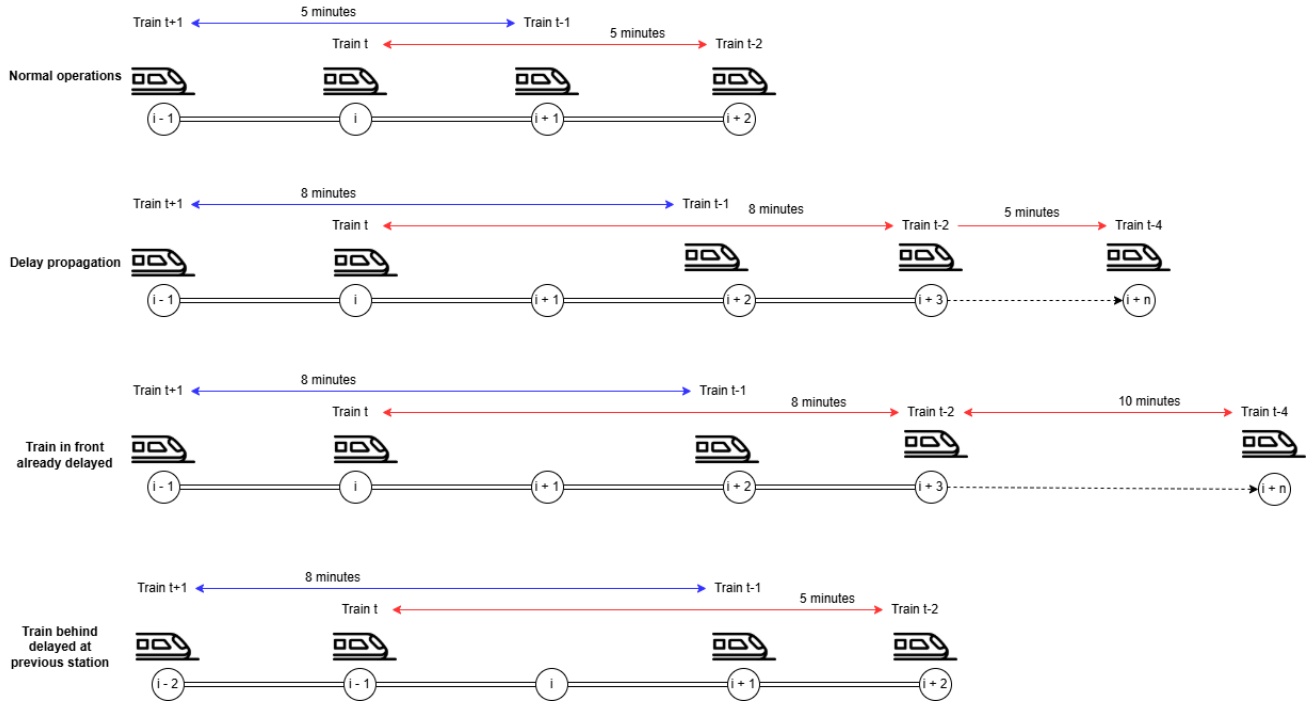 5 minutes
Train t+1
Train t-1
5 minutes
Train t
Train t-2
Normal operations
i - 1
i
i + 1
i + 2
8 minutes
Train t+1
Train t-1
8 minutes
5 minutes
Train t
Train t-2
Train t-4
Delay propagation
i - 1
i
i + 1
i + 2
i + 3
i + n
8 minutes
Train t+1
Train t-1
8 minutes
10 minutes
Train t
Train t-2
Train t-4
Train in front
already delayed
i - 1
i
i + 1
i + 2
i + 3
i + n
8 minutes
Train t+1
Train t-1
5 minutes
Train t
Train t-2
Train behind
delayed at
previous station
i - 2
i - 1
i
i + 1
i + 2